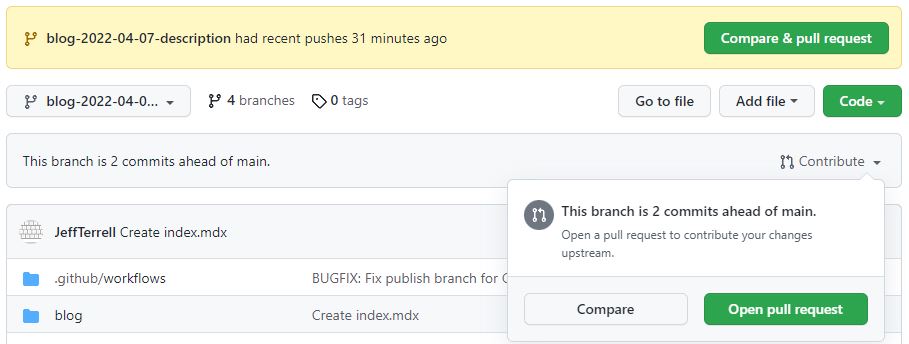 blog-2022-04-07-description had recent pushes 31 minutes ago
Compare & pull request
blog-2022-04-0...
4 branches
0 tags
Go to file
Add file
Code
This branch is 2 commits ahead of main.
Contribute
This branch is 2 commits ahead of main.
Open a pull request to contribute your changes
upstream.
Compare
Open pull request
JeffTerrell Create index.mdx
.github/workflows
BUGFIX: Fix publish branch for
blog
Create index.mdx